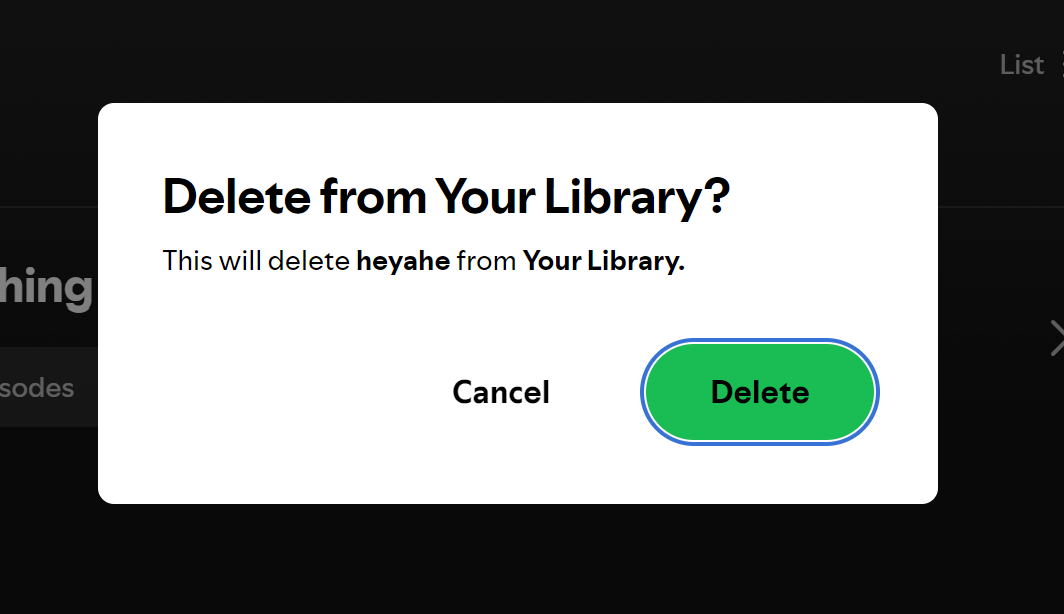 List
Delete from Your Library?
This will delete heyahe from Your Library.
hing
sodes
Cancel
Delete